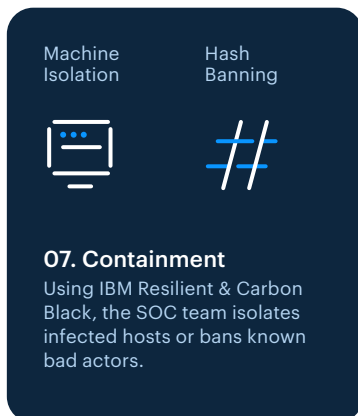 Machine
Isolation
Hash
Banning
07. Containment
Using IBM Resilient & Carbon
Black, the SOC team isolates
infected hosts or bans known
bad actors.